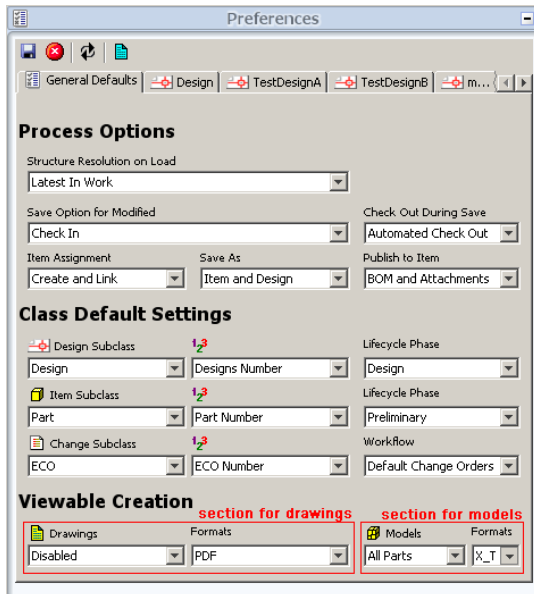 Preferences
General Defaults Design TestDesignA TestDesignB m...
Process Options
Structure Resolution on Load
Latest In Work
Save Option for Modified Check Out During Save
Check In Automated Check Out
Item Assignment Save As Publish to Item
Create and Link Item and Design BOM and Attachments
Class Default Settings
Design Subclass 123 Lifecycle Phase
Design Designs Number Design
Item Subclass 123 Lifecycle Phase
Part Part Number Preliminary
Change Subclass 123 Workflow
ECO ECO Number Default Change Orders
Viewable Creation section for drawings section for models
Drawings Formats Models Formats
Disabled PDF All Parts X_T